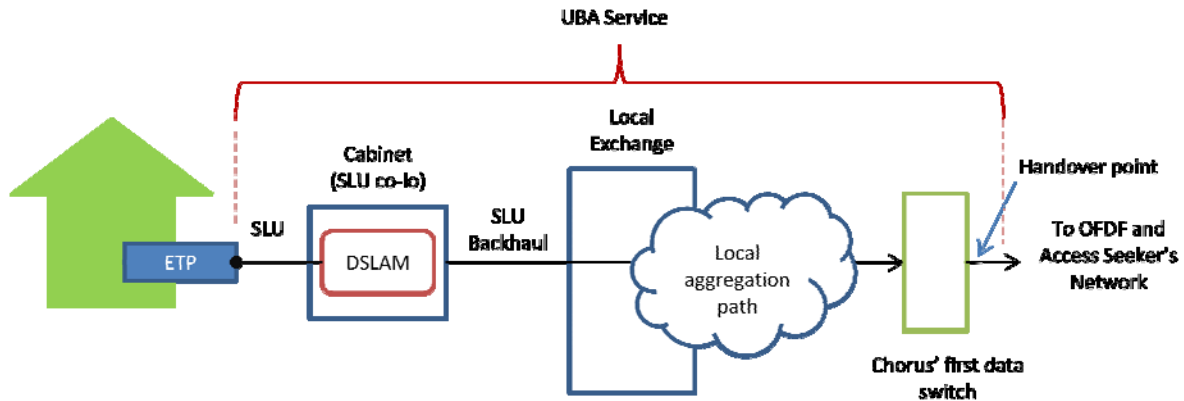 UBA Service
Local
Exchange
Cabinet
(SLU co-lo)
Handover point
SLU
SLU
Backhaul
To OFDF and
Access Seeker's
Network
ETP
DSLAM
Local
aggregation
path
Chorus' first data
switch